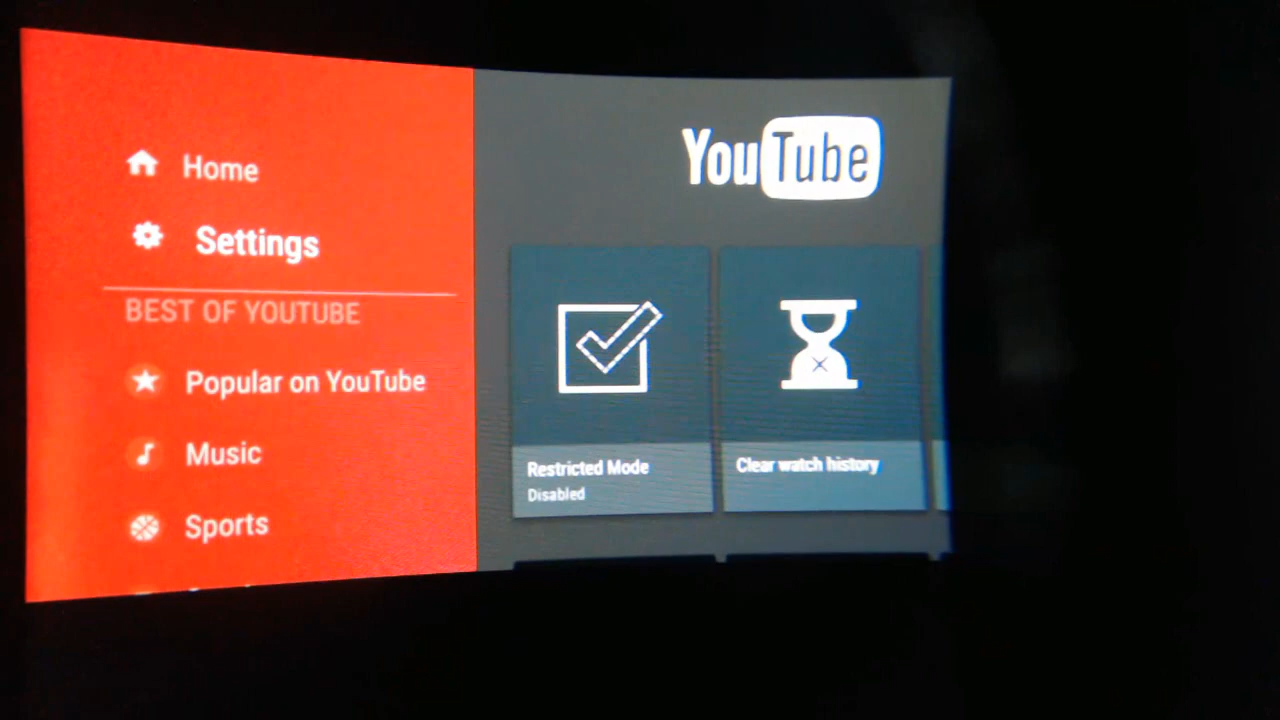 Home
Settings
BEST OF YOUTUBE
Popular on YouTube
Music
Sports
YouTube
Restricted Mode
Disabled
Clear watch history